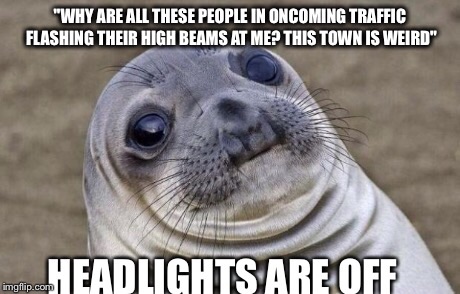 "WHY ARE ALL THESE PEOPLE IN ONCOMING TRAFFIC
FLASHING THEIR HIGH BEAMS AT ME? THIS TOWN IS WEIRD"
HEADLIGHTS ARE OFF
imgflip.com